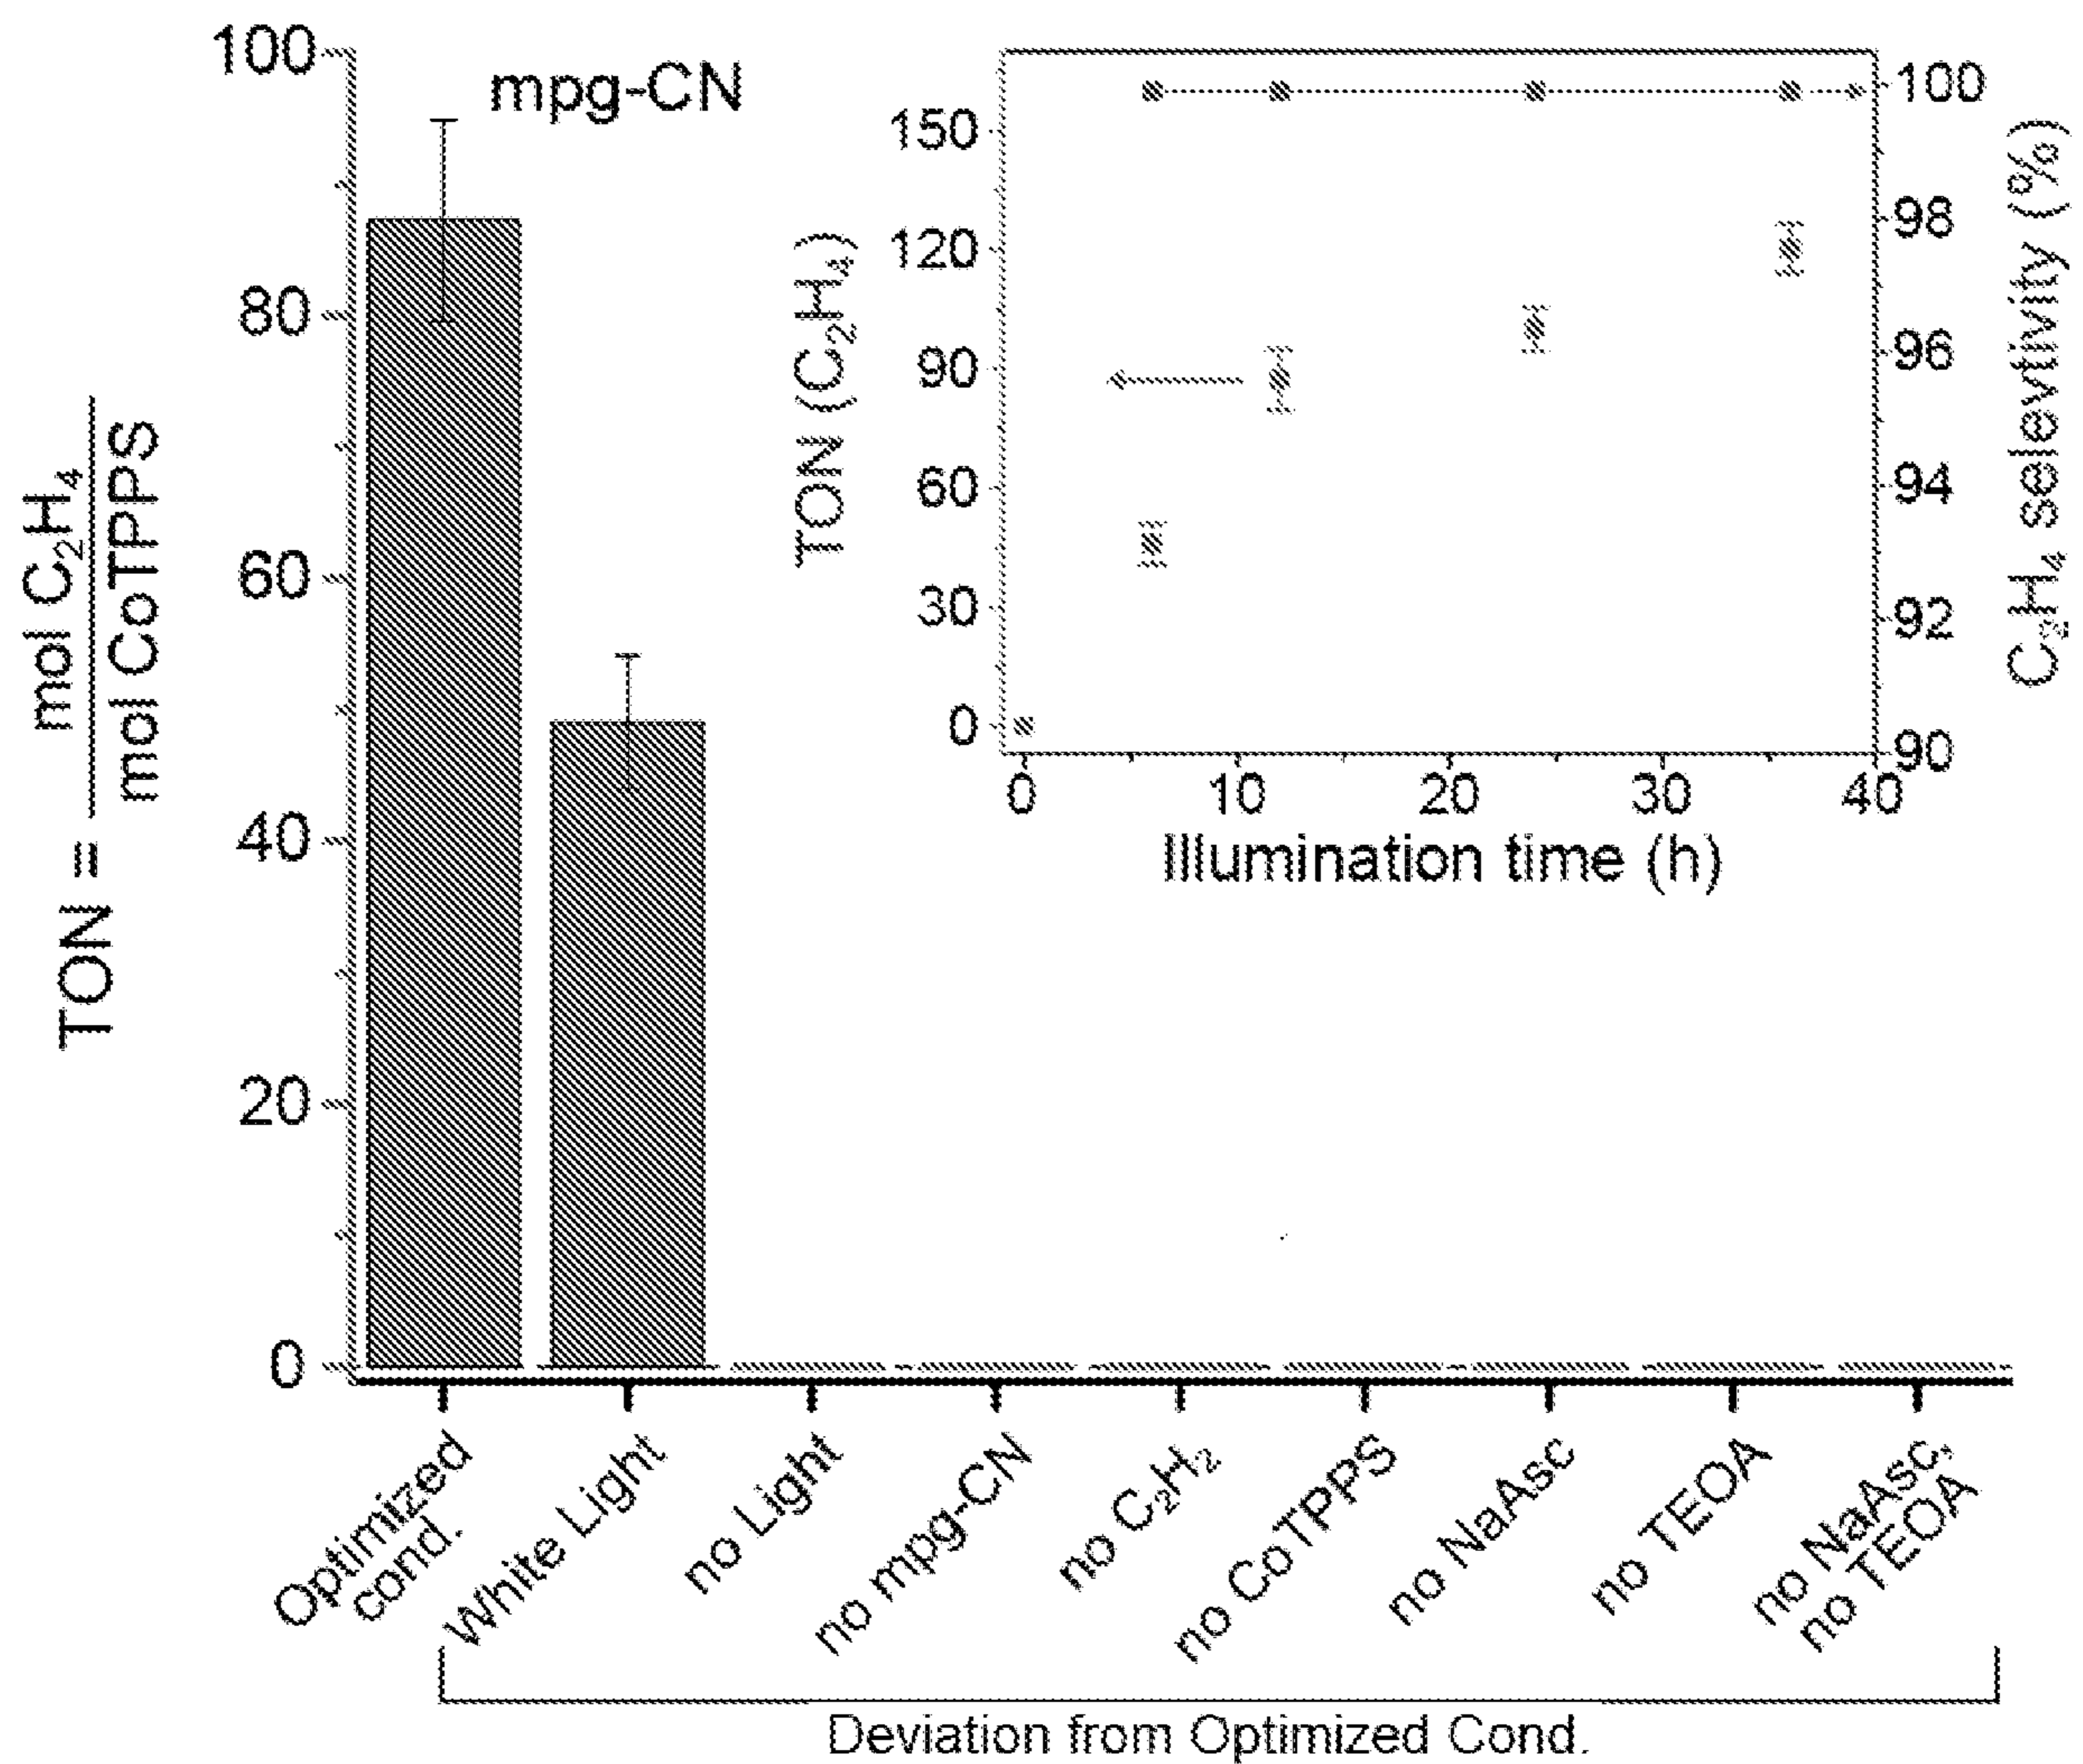 TON = mol C₂H₄
mol CoTPPS
100
80
60
40
20
0
mpg-CN
TON (C₂H₄)
150
120
90
60
30
0
100
98
96
94
92
90
C₂H₄ selevtivity (%)
0 10 20 30 40
Illumination time (h)
Optimized
cond.
White Light
no Light
no mpg-CN
no C₂H₂
no CoTPPS
no NaAsc
no TEOA
no NaAsc,
no TEOA
Deviation from Optimized Cond.